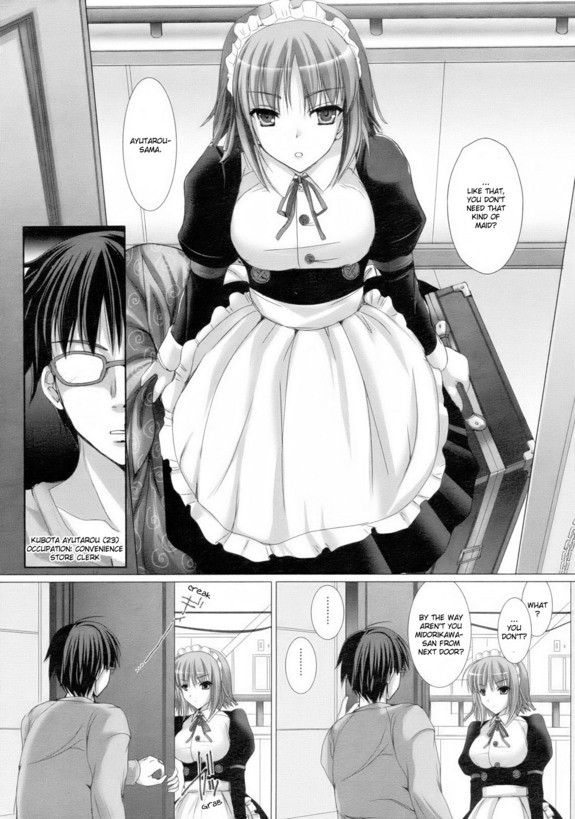 AYUTAROU-
SAMA.
...
LIKE THAT,
YOU DON'T
NEED THAT
KIND OF
MAID?
KUBOTA AYUTAROU (23)
OCCUPATION: CONVENIENCE
STORE CLERK
creak
Grab
WHAT
?
...
YOU
DON'T?
BY THE WAY
AREN'T YOU
MIDORIKAWA-
SAN FROM
NEXT DOOR?
.........
.........